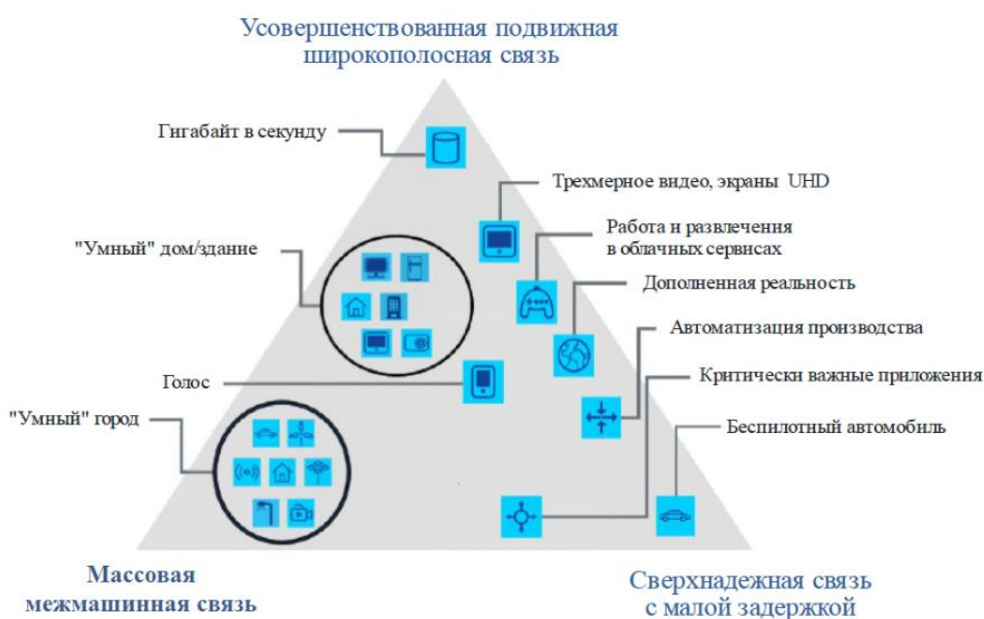 Усовершенствованная подвижная
широкополосная связь
Гигабайт в секунду
Трехмерное видео, экраны UHD
Работа и развлечения
в облачных сервисах
"Умный" дом/здание
Дополненная реальность
Автоматизация производства
Голос
Критически важные приложения
"Умный" город
Беспилотный автомобиль
Массовая
межмашинная связь
Сверхнадежная связь
с малой задержкой